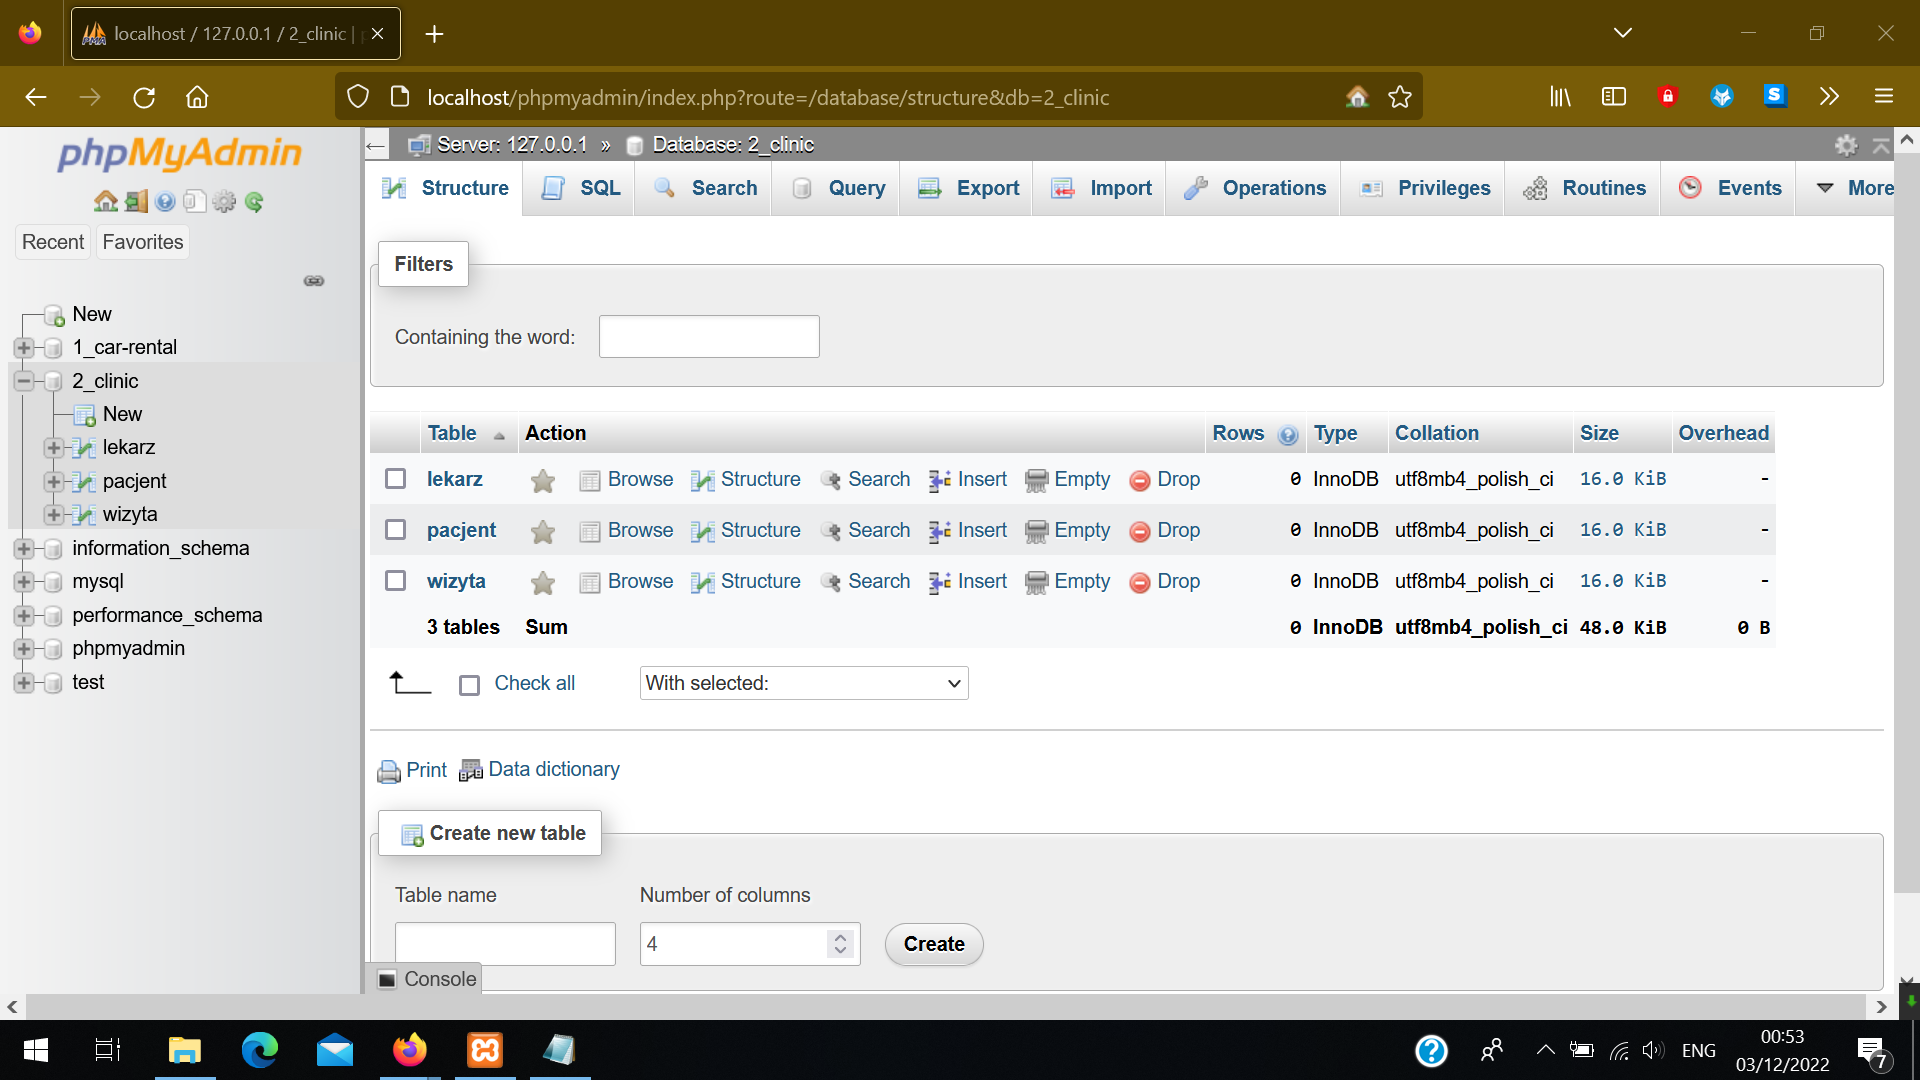 localhost / 127.0.0.1 / 2_clinic |
localhost/phpmyadmin/index.php?route=/database/structure&db=2_clinic
phpMyAdmin
Recent Favorites
New
1_car-rental
2_clinic
New
lekarz
pacjent
wizyta
information_schema
mysql
performance_schema
phpmyadmin
test
Server: 127.0.0.1 » Database: 2_clinic
Structure SQL Search Query Export Import Operations Privileges Routines Events More
Filters
Containing the word:
Table Action Rows Type Collation Size Overhead
lekarz Browse Structure Search Insert Empty Drop 0 InnoDB utf8mb4_polish_ci 16.0 KiB -
pacjent Browse Structure Search Insert Empty Drop 0 InnoDB utf8mb4_polish_ci 16.0 KiB -
wizyta Browse Structure Search Insert Empty Drop 0 InnoDB utf8mb4_polish_ci 16.0 KiB -
3 tables Sum 0 InnoDB utf8mb4_polish_ci 48.0 KiB 0 B
Check all With selected:
Print Data dictionary
Create new table
Table name Number of columns
4 Create
Console
ENG
00:53
03/12/2022
7